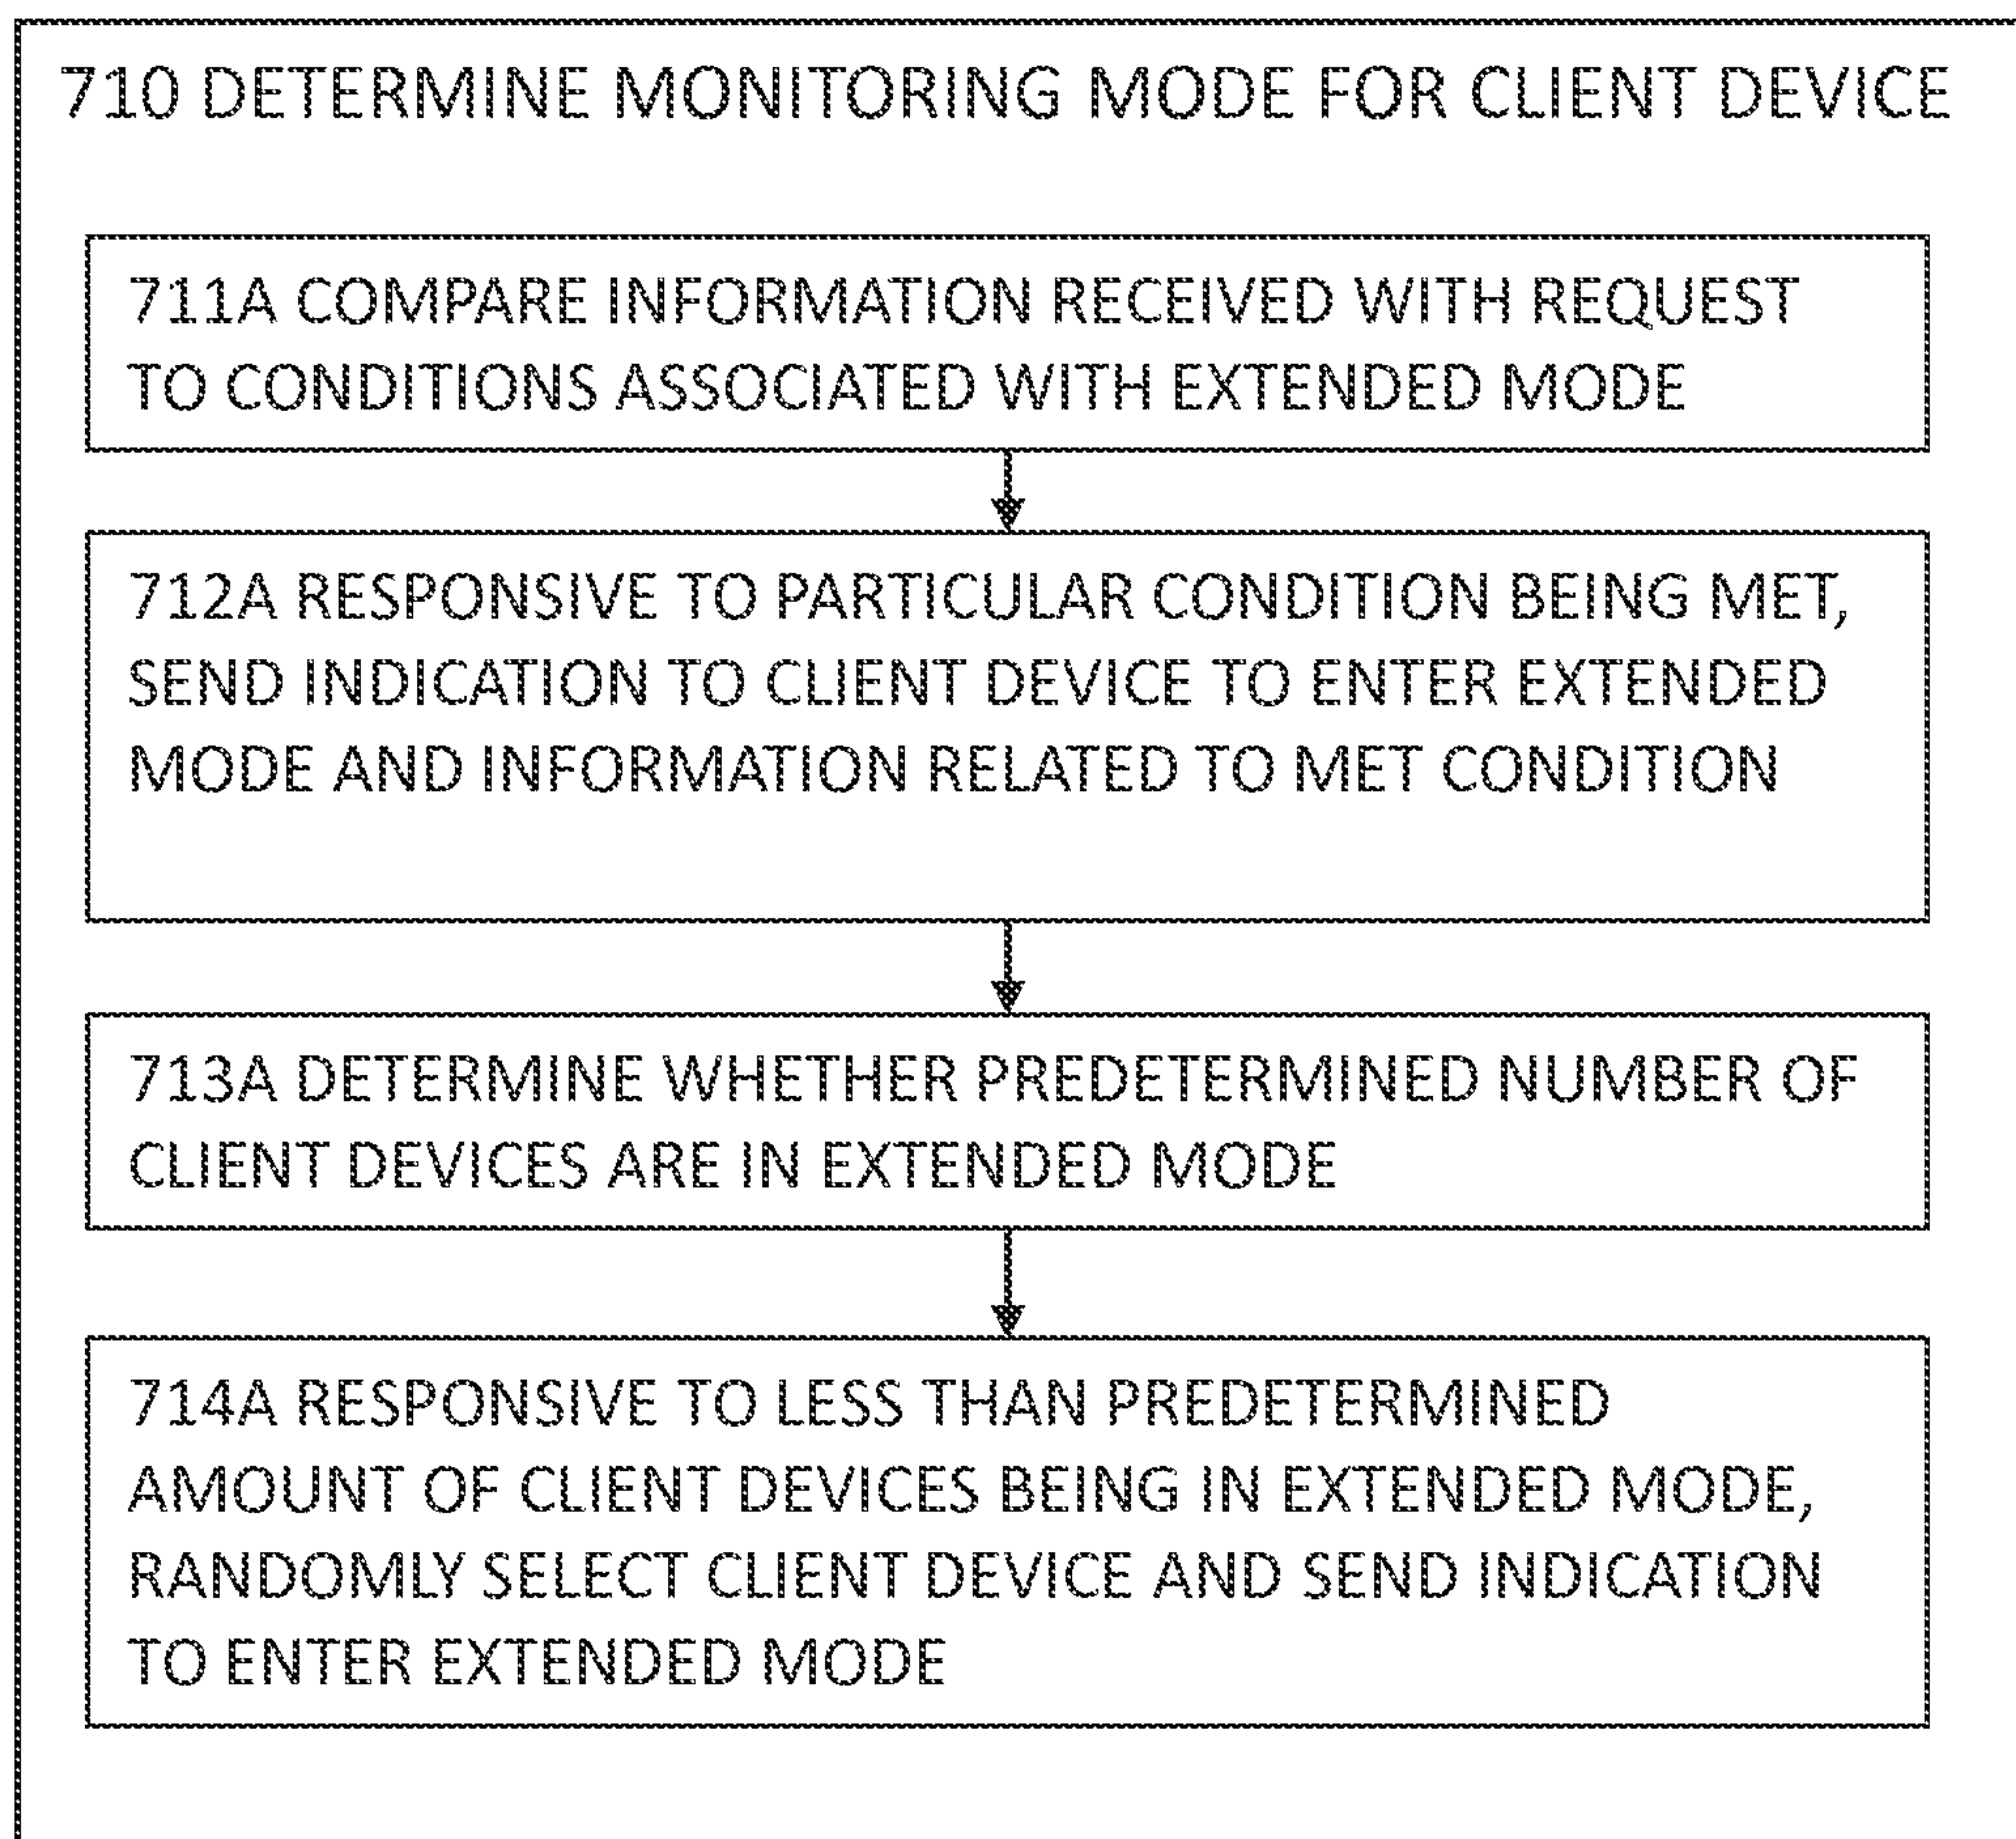 710 DETERMINE MONITORING MODE FOR CLIENT DEVICE
711A COMPARE INFORMATION RECEIVED WITH REQUEST
TO CONDITIONS ASSOCIATED WITH EXTENDED MODE
712A RESPONSIVE TO PARTICULAR CONDITION BEING MET,
SEND INDICATION TO CLIENT DEVICE TO ENTER EXTENDED
MODE AND INFORMATION RELATED TO MET CONDITION
713A DETERMINE WHETHER PREDETERMINED NUMBER OF
CLIENT DEVICES ARE IN EXTENDED MODE
714A RESPONSIVE TO LESS THAN PREDETERMINED
AMOUNT OF CLIENT DEVICES BEING IN EXTENDED MODE,
RANDOMLY SELECT CLIENT DEVICE AND SEND INDICATION
TO ENTER EXTENDED MODE